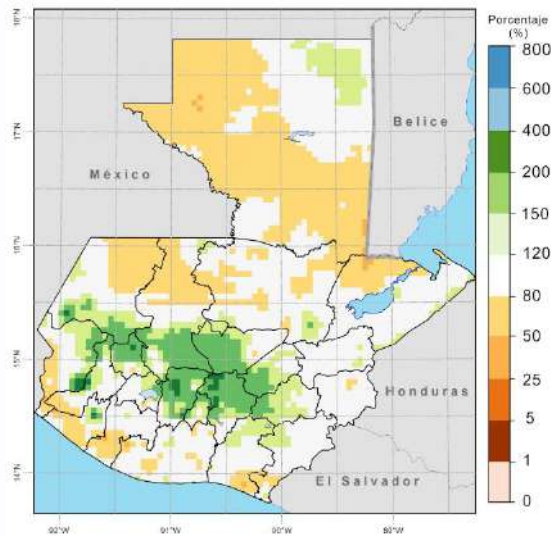 Porcentaje
(%)
18°N
17°N
16°N
15°N
14°N
92°W
91°W
90°W
89°W
México
Belice
Honduras
El Salvador
800
600
400
200
150
120
80
50
25
5
1
0